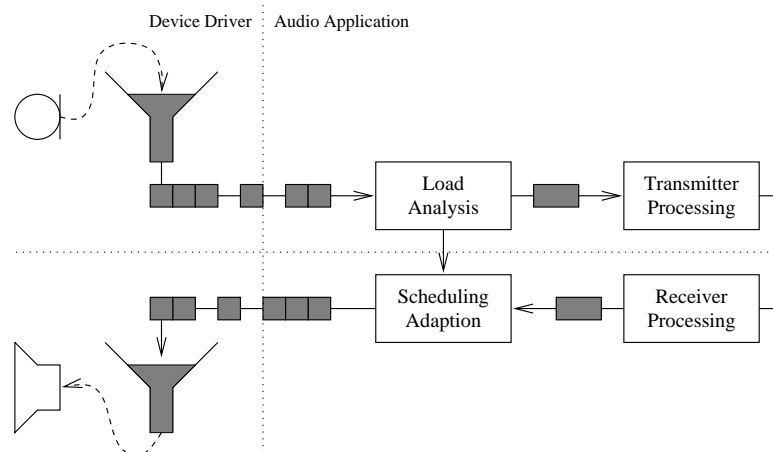 Device Driver
Audio Application
Load
Analysis
Transmitter
Processing
Scheduling
Adaption
Receiver
Processing